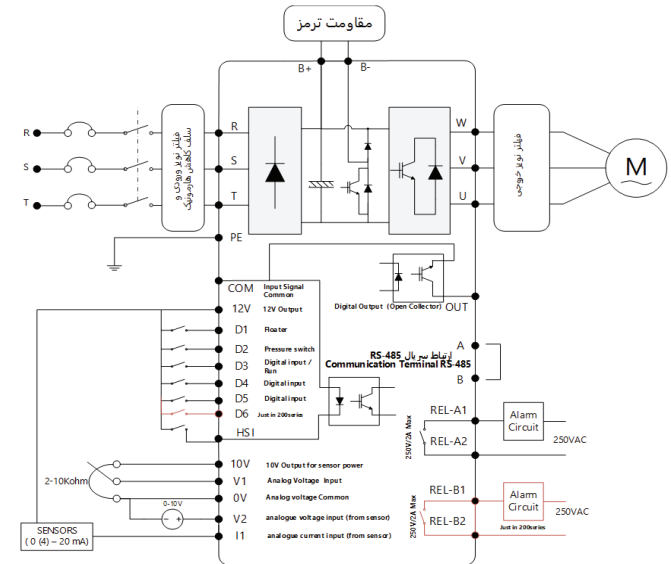 مقاومت ترمز
B+
B-
R
S
T
فیلتر نویز ورودی و
سلف کاهش هارمونیک
R
S
T
PE
W
V
U
فیلتر نویز خروجی
M
COM
Input Signal
Common
12V
12V Output
D1
Floater
D2
Pressure switch
D3
Digital input /
Run
D4
Digital input
D5
Digital input
D6
Just in 200series
HSI
Digital Output (Open Collector)
OUT
ارتباط سریال RS-485
Communication Terminal RS-485
A
B
250V/2A Max
REL-A1
REL-A2
Alarm
Circuit
250VAC
250V/2A Max
REL-B1
REL-B2
Alarm
Circuit
Just in 200series
250VAC
2-10Kohm
10V
10V Output for sensor power
V1
Analog Voltage Input
0V
Analog voltage Common
0-10V
V2
analogue voltage input (from sensor)
I1
analogue current input (from sensor)
SENSORS
( 0 (4) – 20 mA)